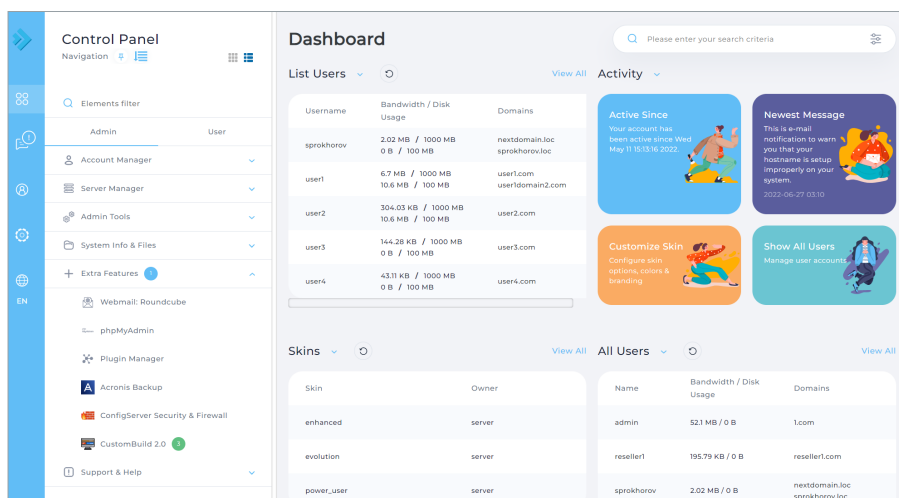 Control Panel
Navigation
Elements filter
Admin User
Account Manager
Server Manager
Admin Tools
System Info & Files
Extra Features 1
Webmail: Roundcube
phpMyAdmin
Plugin Manager
A Acronis Backup
ConfigServer Security & Firewall
CustomBuild 2.0 3
Support & Help
1
EN
Dashboard
Please enter your search criteria
List Users View All
Username Bandwidth / Disk Usage Domains
sprokhorov 2.02 MB / 1000 MB nextdomain.loc
0 B / 100 MB sprokhorov.loc
user1 6.7 MB / 1000 MB user1.com
10.6 MB / 100 MB user1domain2.com
user2 304.03 KB / 1000 MB user2.com
10.6 MB / 100 MB
user3 144.28 KB / 1000 MB user3.com
0 B / 100 MB
user4 43.11 KB / 1000 MB user4.com
0 B / 100 MB
Activity
Active Since
Your account has
been active since Wed
May 11 15:13:16 2022.
Newest Message
This is e-mail
notification to warn
you that your
hostname is setup
improperly on your
system.
2022-06-27 03:10
Customize Skin
Configure skin
options, colors &
branding
Show All Users
Manage user accounts
Skins View All
Skin Owner
enhanced server
evolution server
power_user server
All Users View All
Name Bandwidth / Disk Usage Domains
admin 52.1 MB / 0 B 1.com
reseller1 195.79 KB / 0 B reseller1.com
sprokhorov 2.02 MB / 0 B nextdomain.loc
sprokhorov.loc